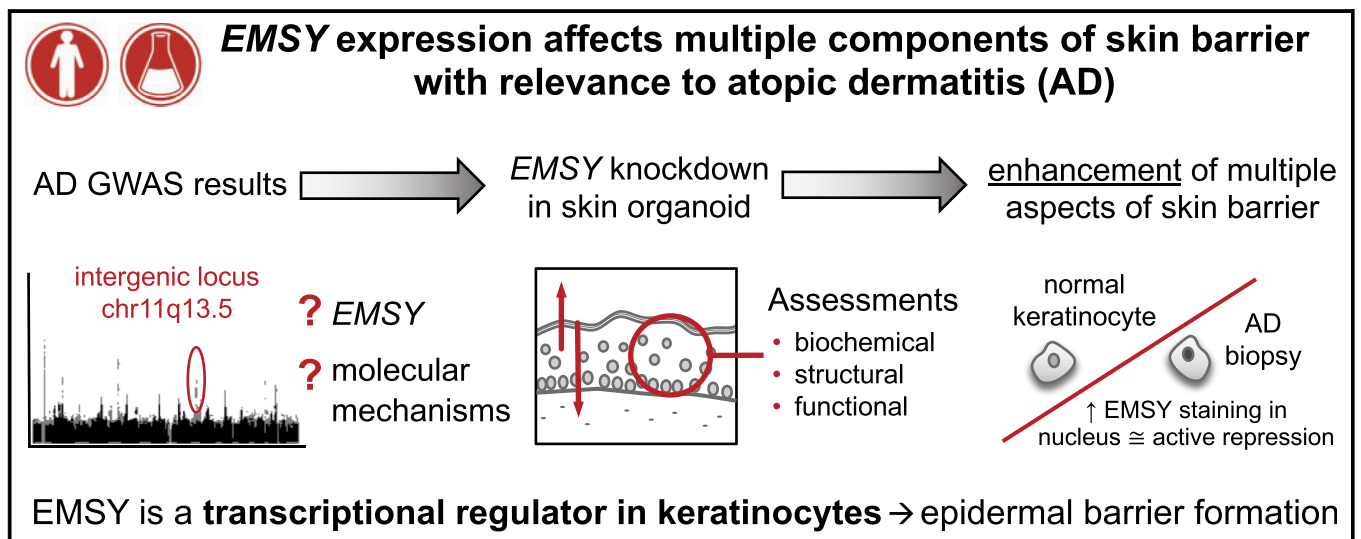 EMSY expression affects multiple components of skin barrier
with relevance to atopic dermatitis (AD)
AD GWAS results
EMSY knockdown
in skin organoid
enhancement of multiple
aspects of skin barrier
intergenic locus
chr11q13.5
? EMSY
? molecular
mechanisms
Assessments
• biochemical
• structural
• functional
normal
keratinocyte
AD
biopsy
↑ EMSY staining in
nucleus ≅ active repression
EMSY is a transcriptional regulator in keratinocytes → epidermal barrier formation